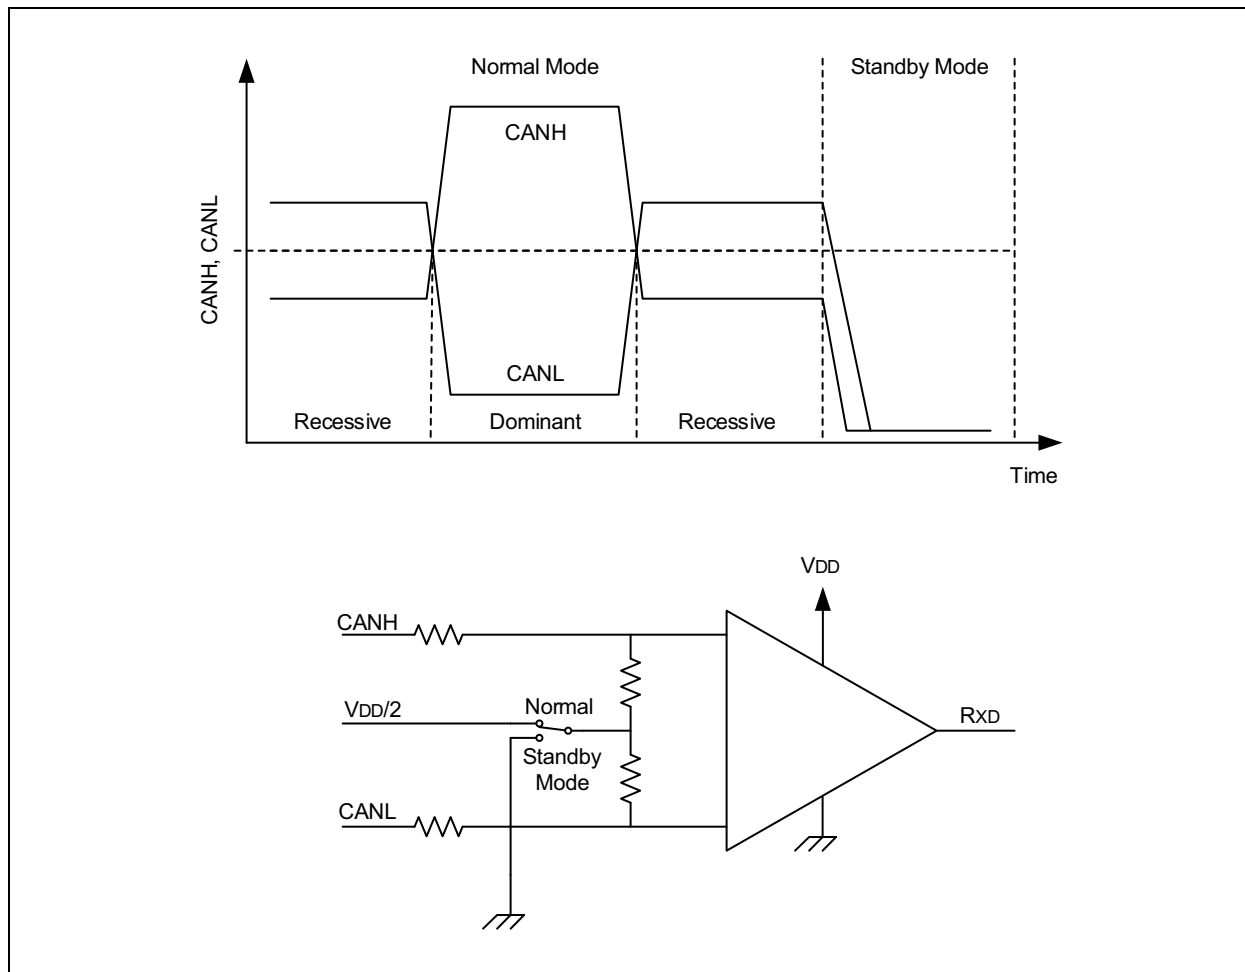 Normal Mode
Standby Mode
CANH
CANH, CANL
CANL
Recessive
Dominant
Recessive
Time
VDD
CANH
VDD/2
Normal
RXD
Standby
Mode
CANL